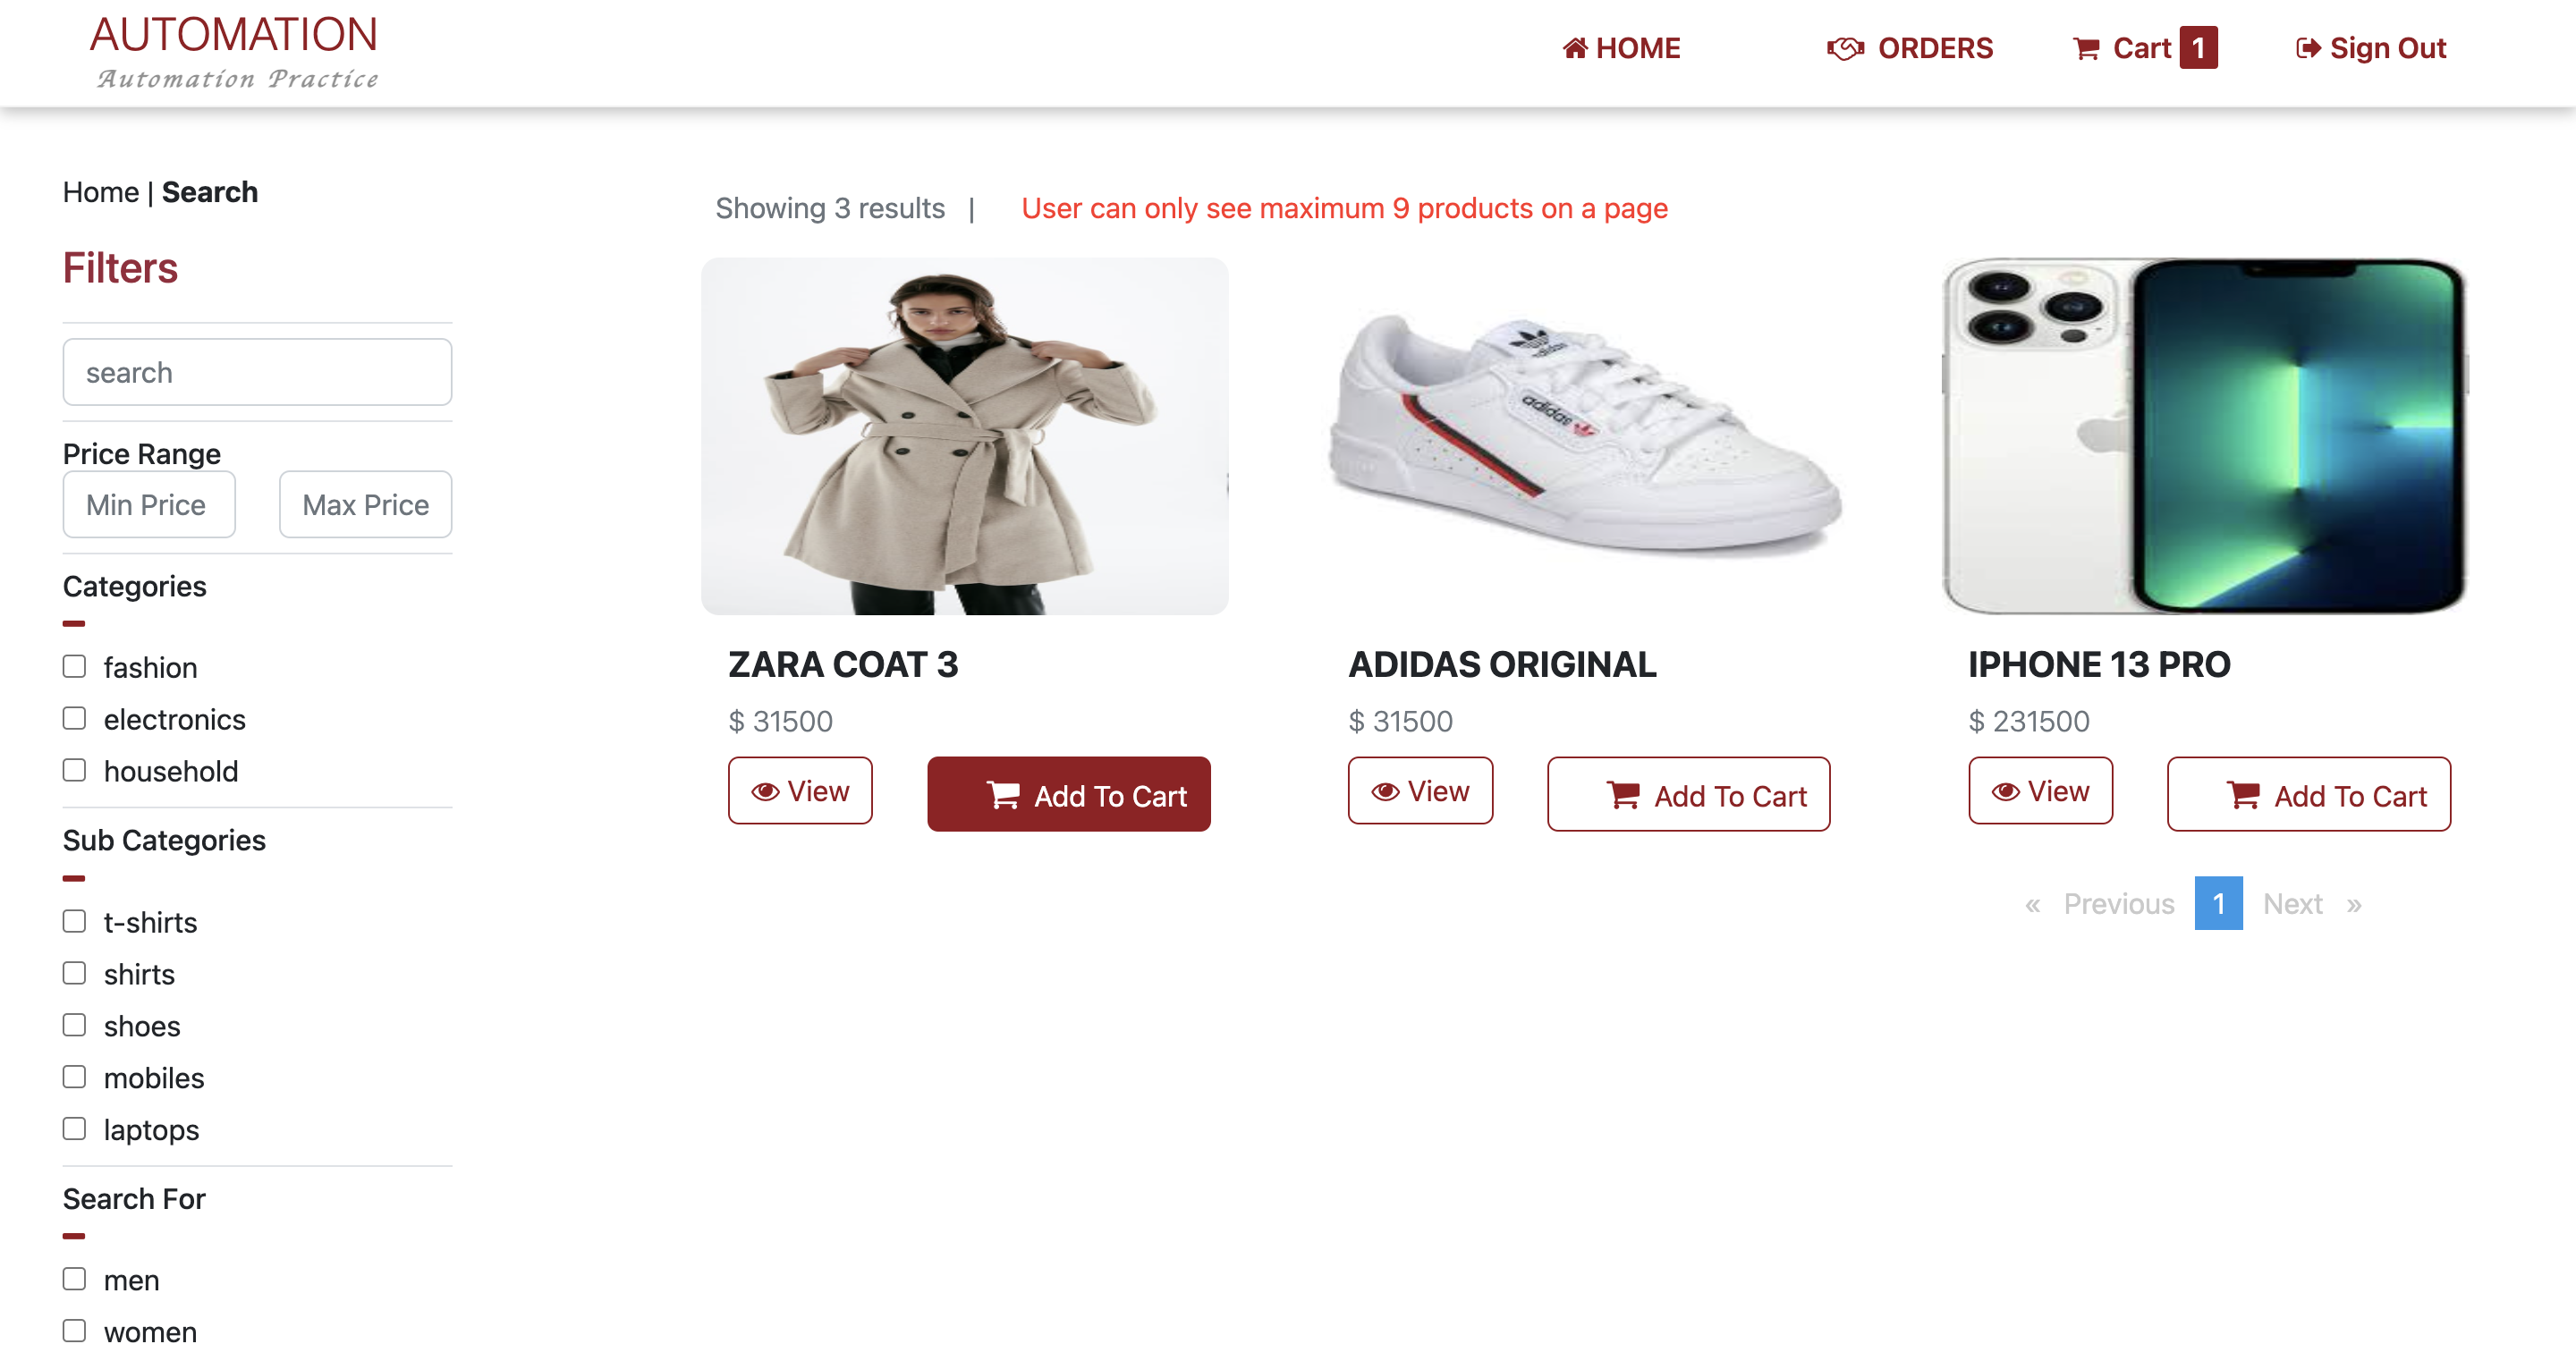 AUTOMATION
Automation Practice
HOME
ORDERS
Cart 1
Sign Out
Home | Search
Showing 3 results |
User can only see maximum 9 products on a page
Filters
search
Price Range
Min Price
Max Price
Categories
fashion
electronics
household
Sub Categories
t-shirts
shirts
shoes
mobiles
laptops
Search For
men
women
ZARA COAT 3
$ 31500
View
Add To Cart
adidas
adidas
ADIDAS ORIGINAL
$ 31500
View
Add To Cart
IPHONE 13 PRO
$ 231500
View
Add To Cart
« Previous 1 Next »